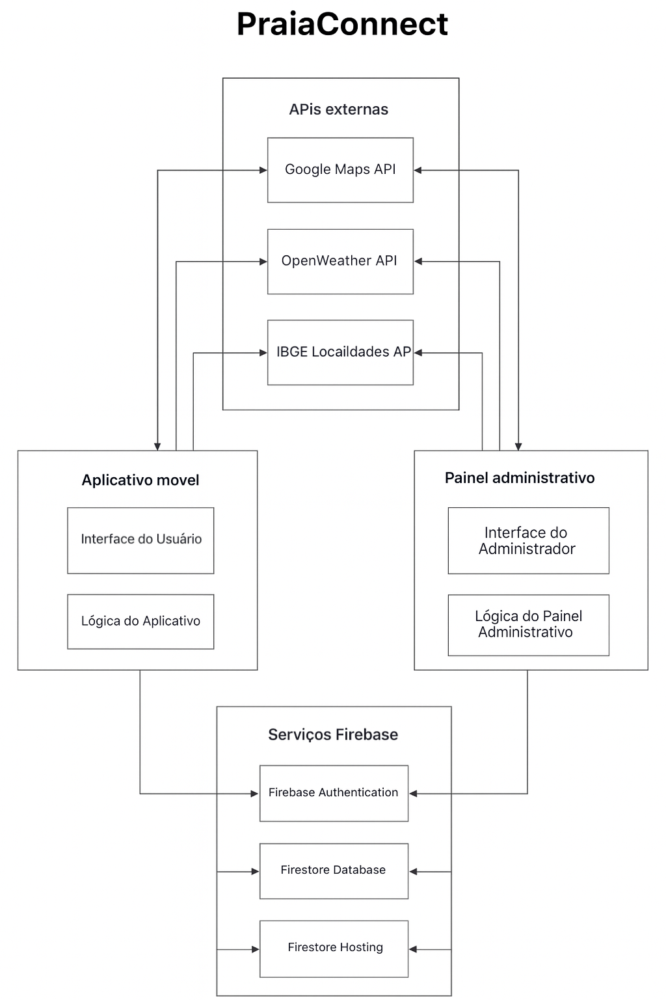 PraiaConnect
APis externas
Google Maps API
OpenWeather API
IBGE Locaildades AP
Aplicativo movel
Interface do Usuário
Lógica do Aplicativo
Painel administrativo
Interface do
Administrador
Lógica do Painel
Administrativo
Serviços Firebase
Firebase Authentication
Firestore Database
Firestore Hosting